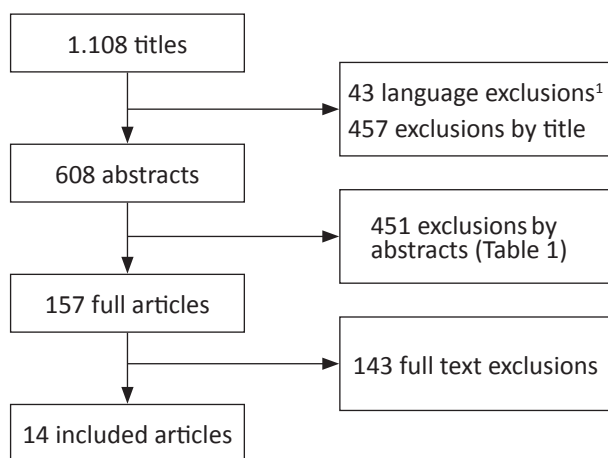 1.108 titles
43 language exclusions¹
457 exclusions by title
608 abstracts
451 exclusions by
abstracts (Table 1)
157 full articles
143 full text exclusions
14 included articles